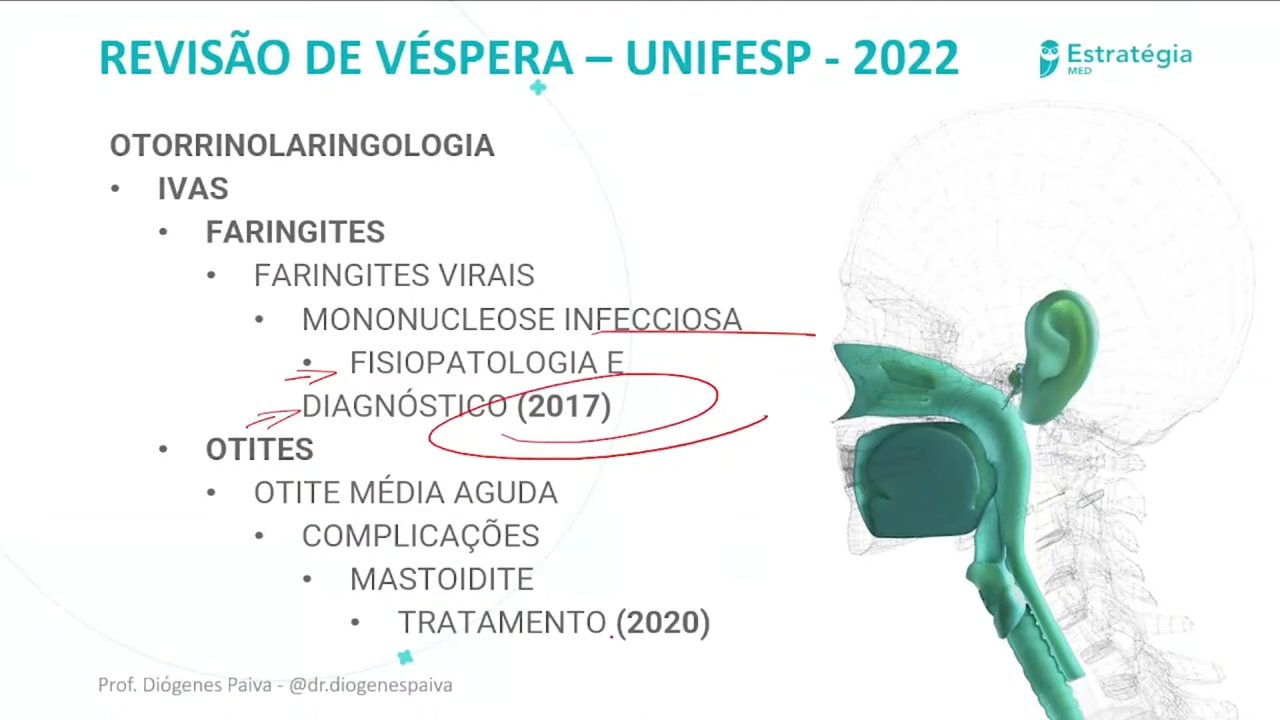 REVISÃO DE VÉSPERA – UNIFESP - 2022
Estratégia
MED
OTORRINOLARINGOLOGIA
• IVAS
• FARINGITES
• FARINGITES VIRAIS
• MONONUCLEOSE INFECCIOSA
• FISIOPATOLOGIA E
DIAGNÓSTICO (2017)
• OTITES
• OTITE MÉDIA AGUDA
• COMPLICAÇÕES
• MASTOIDITE
• TRATAMENTO (2020)
Prof. Diógenes Paiva - @dr.diogenespaiva